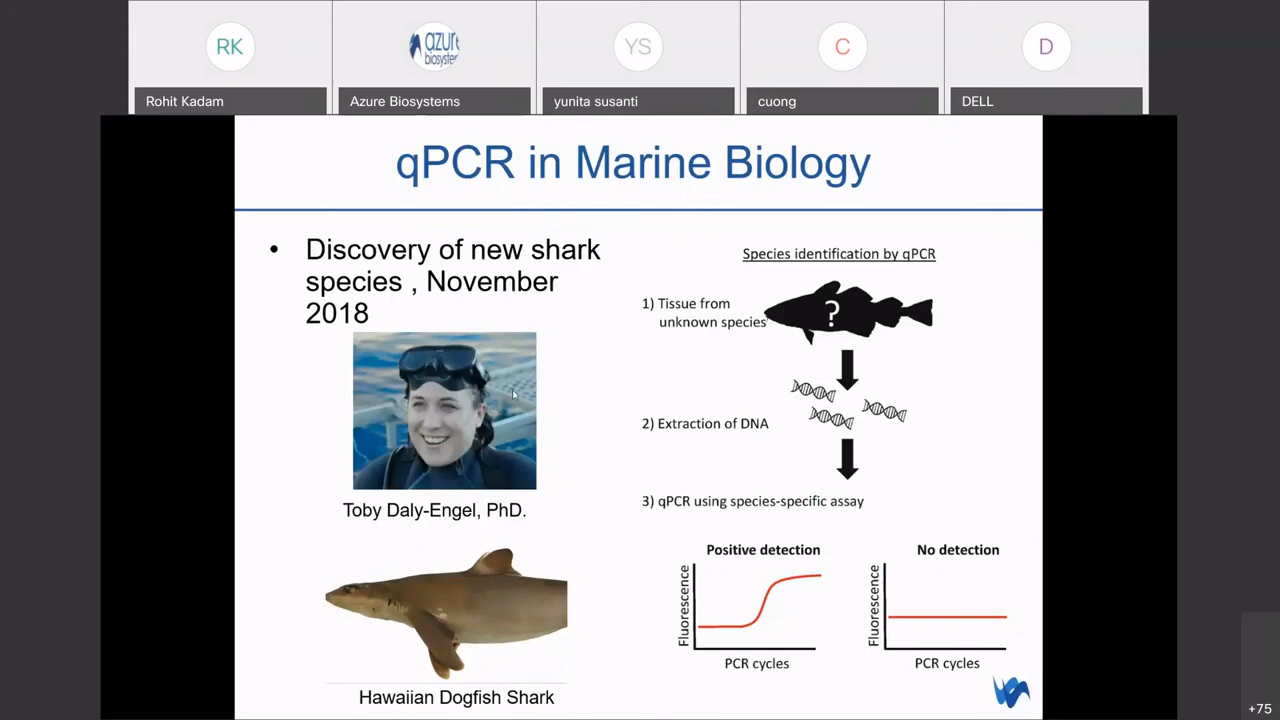 RK
azure
biosystems
YS
C
D
Rohit Kadam
Azure Biosystems
yunita susanti
cuong
DELL
qPCR in Marine Biology
• Discovery of new shark
species , November
2018
Toby Daly-Engel, PhD.
Hawaiian Dogfish Shark
Species identification by qPCR
1) Tissue from
unknown species
?
2) Extraction of DNA
3) qPCR using species-specific assay
Positive detection
Fluorescence
PCR cycles
No detection
Fluorescence
PCR cycles
+75